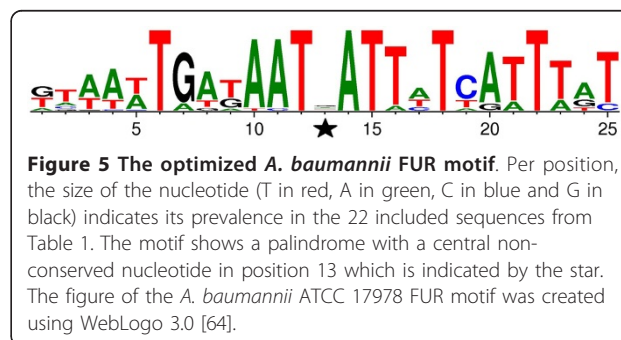 5 10 15 20 25
Figure 5 The optimized A. baumannii FUR motif. Per position,
the size of the nucleotide (T in red, A in green, C in blue and G in
black) indicates its prevalence in the 22 included sequences from
Table 1. The motif shows a palindrome with a central non-
conserved nucleotide in position 13 which is indicated by the star.
The figure of the A. baumannii ATCC 17978 FUR motif was created
using WebLogo 3.0 [64].